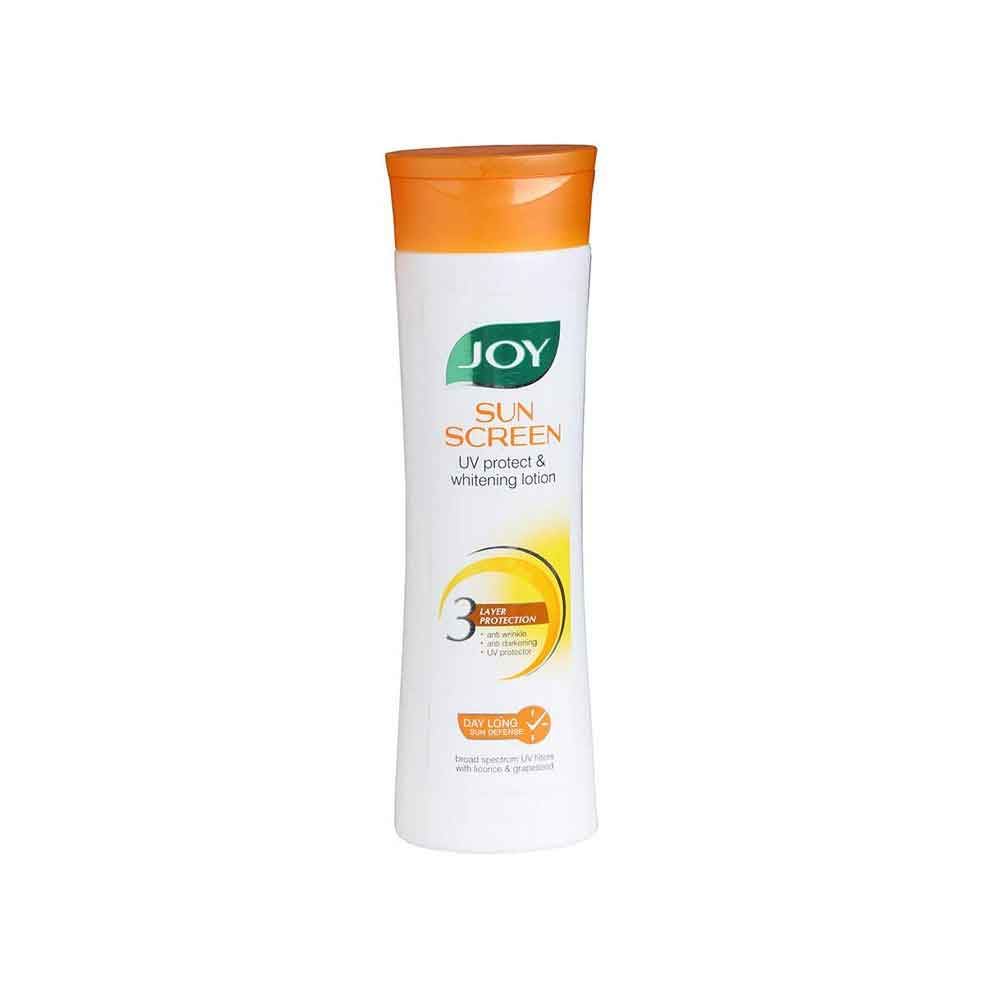 JOY
SUN
SCREEN
UV protect &
whitening lotion
3 LAYER
PROTECTION
• anti wrinkle
• anti darkening
• UV protector
DAY LONG
SUN DEFENSE
broad spectrum UV filters
with licorice & grapeseed